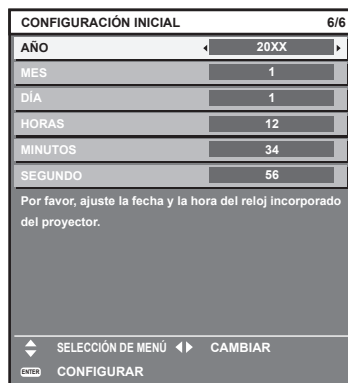 CONFIGURACIÓN INICIAL 6/6
AÑO 20XX
MES 1
DÍA 1
HORAS 12
MINUTOS 34
SEGUNDO 56
Por favor, ajuste la fecha y la hora del reloj incorporado
del proyector.
SELECCIÓN DE MENÚ CAMBIAR
ENTER CONFIGURAR